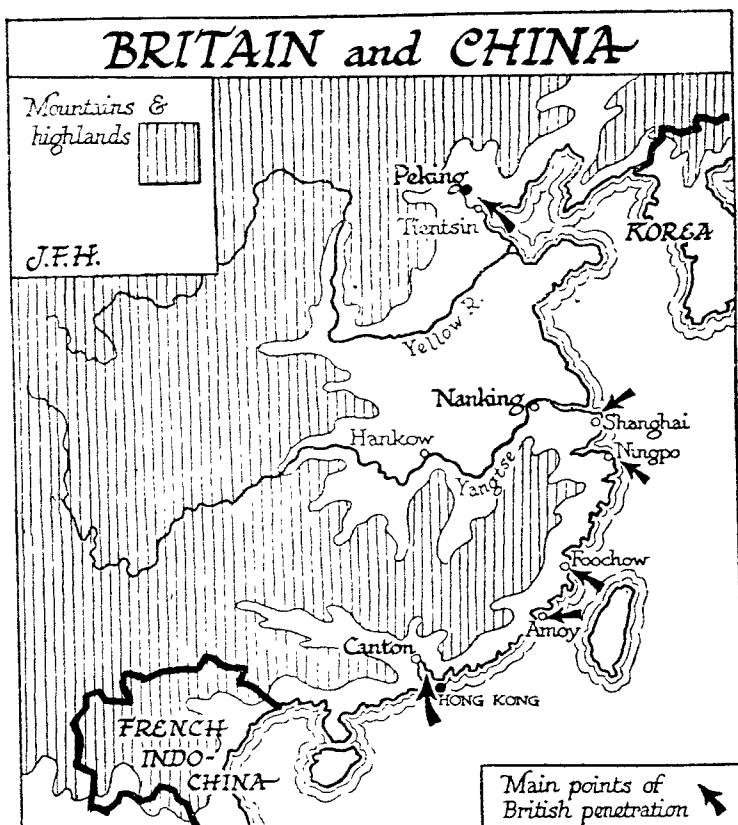 BRITAIN and CHINA
Mountains &
highlands
J.F.H.
Peking
Tientsin
KOREA
Yellow R.
Nanking
Shanghai
Hankow
Ningpo
Yangtse
Foochow
Amoy
Canton
HONG KONG
FRENCH
INDO-
CHINA
Main points of
British penetration